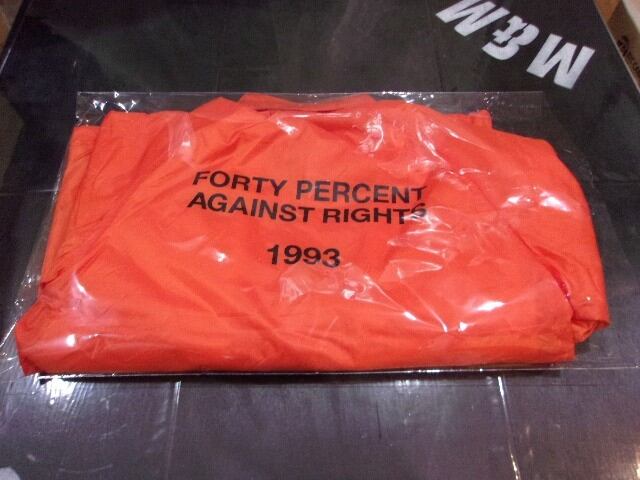 M&M
FORTY PERCENT
AGAINST RIGHTS
1993